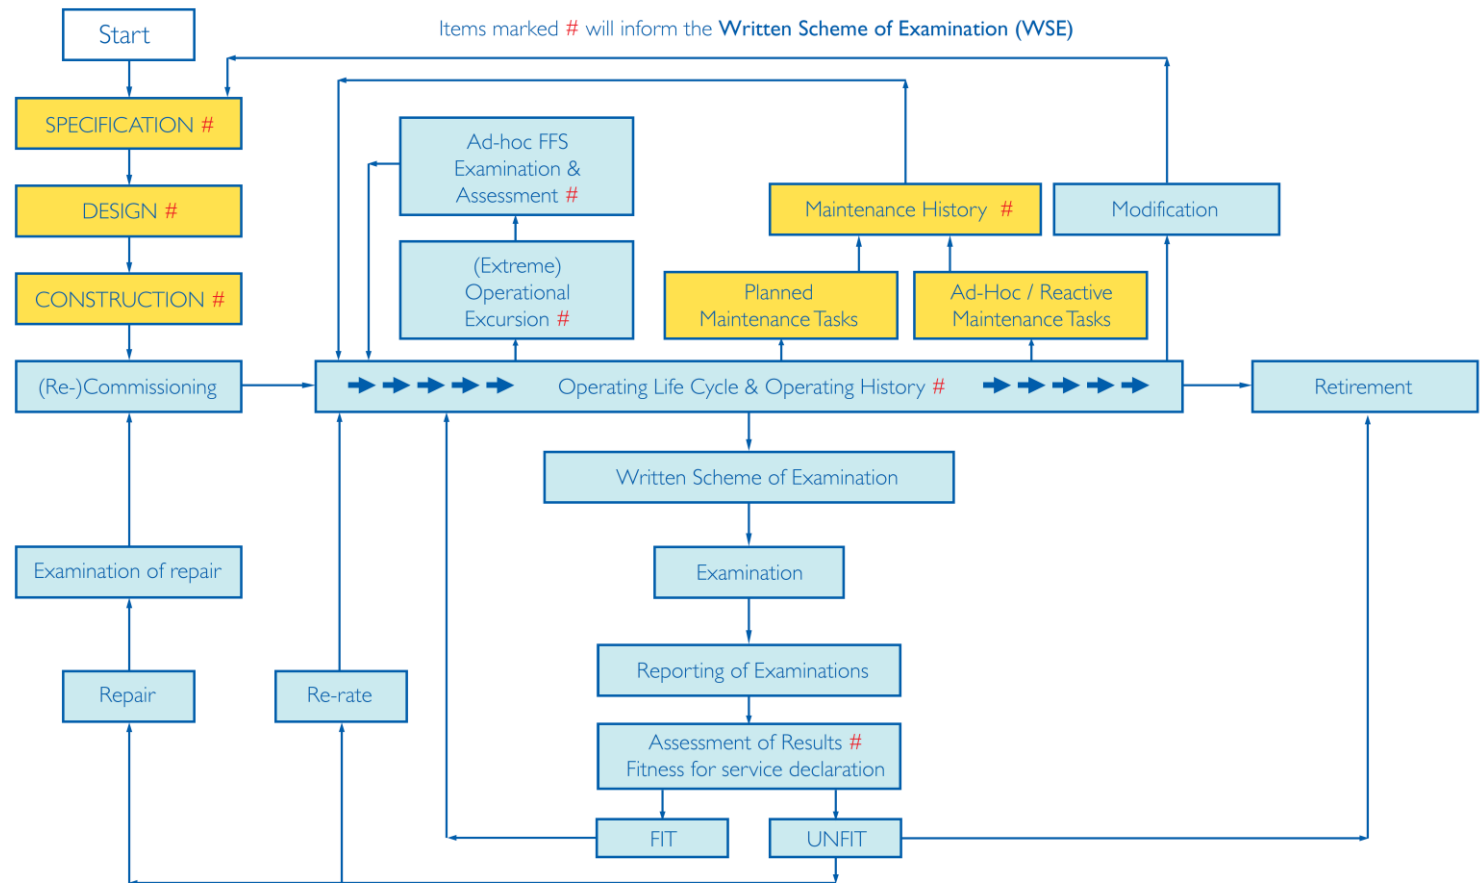 Start
Items marked # will inform the Written Scheme of Examination (WSE)
SPECIFICATION #
Ad-hoc FFS
Examination &
Assessment #
DESIGN #
Maintenance History #
Modification
(Extreme)
Operational
Excursion #
CONSTRUCTION #
Planned
Maintenance Tasks
Ad-Hoc / Reactive
Maintenance Tasks
(Re-)Commissioning
Operating Life Cycle & Operating History #
Retirement
Written Scheme of Examination
Examination of repair
Examination
Reporting of Examinations
Repair
Re-rate
Assessment of Results #
Fitness for service declaration
FIT
UNFIT